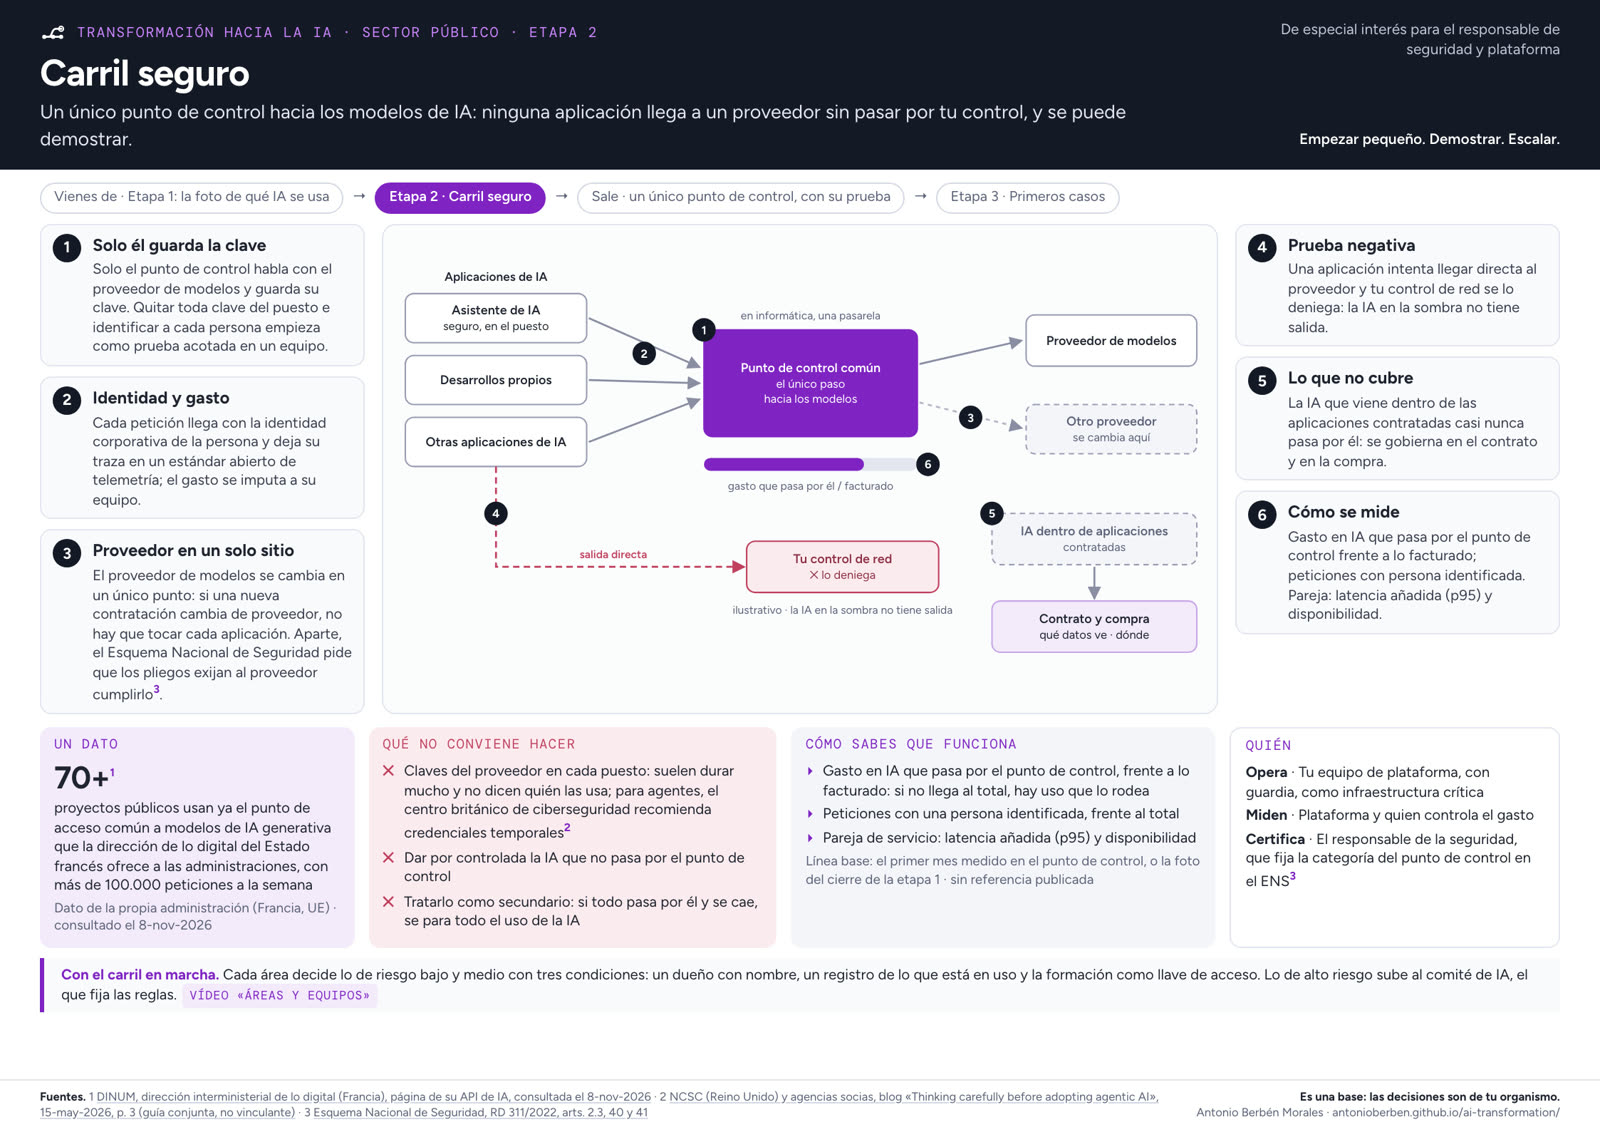 TRANSFORMACIÓN HACIA LA IA · SECTOR PÚBLICO · ETAPA 2
De especial interés para el responsable de
seguridad y plataforma
Carril seguro
Un único punto de control hacia los modelos de IA: ninguna aplicación llega a un proveedor sin pasar por tu control, y se puede
demostrar.
Empezar pequeño. Demostrar. Escalar.
Vienes de · Etapa 1: la foto de qué IA se usa → Etapa 2 · Carril seguro → Sale · un único punto de control, con su prueba → Etapa 3 · Primeros casos
1 Solo él guarda la clave
Solo el punto de control habla con el
proveedor de modelos y guarda su
clave. Quitar toda clave del puesto e
identificar a cada persona empieza
como prueba acotada en un equipo.
2 Identidad y gasto
Cada petición llega con la identidad
corporativa de la persona y deja su
traza en un estándar abierto de
telemetría; el gasto se imputa a su
equipo.
3 Proveedor en un solo sitio
El proveedor de modelos se cambia en
un único punto: si una nueva
contratación cambia de proveedor, no
hay que tocar cada aplicación. Aparte,
el Esquema Nacional de Seguridad pide
que los pliegos exijan al proveedor
cumplirlo3.
Aplicaciones de IA
Asistente de IA
seguro, en el puesto
Desarrollos propios
Otras aplicaciones de IA
2
en informática, una pasarela
1
Punto de control común
el único paso
hacia los modelos
6
gasto que pasa por él / facturado
Proveedor de modelos
3
Otro proveedor
se cambia aquí
4
salida directa
Tu control de red
✕ lo deniega
ilustrativo · la IA en la sombra no tiene salida
5
IA dentro de aplicaciones
contratadas
Contrato y compra
qué datos ve · dónde
4 Prueba negativa
Una aplicación intenta llegar directa al
proveedor y tu control de red se lo
deniega: la IA en la sombra no tiene
salida.
5 Lo que no cubre
La IA que viene dentro de las
aplicaciones contratadas casi nunca
pasa por él: se gobierna en el contrato
y en la compra.
6 Cómo se mide
Gasto en IA que pasa por el punto de
control frente a lo facturado;
peticiones con persona identificada.
Pareja: latencia añadida (p95) y
disponibilidad.
UN DATO
70+1
proyectos públicos usan ya el punto de
acceso común a modelos de IA generativa
que la dirección de lo digital del Estado
francés ofrece a las administraciones, con
más de 100.000 peticiones a la semana
Dato de la propia administración (Francia, UE) ·
consultado el 8-nov-2026
QUÉ NO CONVIENE HACER
✕ Claves del proveedor en cada puesto: suelen durar
mucho y no dicen quién las usa; para agentes, el
centro británico de ciberseguridad recomienda
credenciales temporales2
✕ Dar por controlada la IA que no pasa por el punto de
control
✕ Tratarlo como secundario: si todo pasa por él y se cae,
se para todo el uso de la IA
CÓMO SABES QUE FUNCIONA
Gasto en IA que pasa por el punto de control, frente a lo
facturado: si no llega al total, hay uso que lo rodea
Peticiones con una persona identificada, frente al total
Pareja de servicio: latencia añadida (p95) y disponibilidad
Línea base: el primer mes medido en el punto de control, o la foto
del cierre de la etapa 1 · sin referencia publicada
QUIÉN
Opera · Tu equipo de plataforma, con
guardia, como infraestructura crítica
Miden · Plataforma y quien controla el gasto
Certifica · El responsable de la seguridad,
que fija la categoría del punto de control en
el ENS3
Con el carril en marcha. Cada área decide lo de riesgo bajo y medio con tres condiciones: un dueño con nombre, un registro de lo que está en uso y la formación como llave de acceso. Lo de alto riesgo sube al comité de IA, el
que fija las reglas. VÍDEO «ÁREAS Y EQUIPOS»
Fuentes. 1 DINUM, dirección interministerial de lo digital (Francia), página de su API de IA, consultada el 8-nov-2026 · 2 NCSC (Reino Unido) y agencias socias, blog «Thinking carefully before adopting agentic AI»,
15-may-2026, p. 3 (guía conjunta, no vinculante) · 3 Esquema Nacional de Seguridad, RD 311/2022, arts. 2.3, 40 y 41
Es una base: las decisiones son de tu organismo.
Antonio Berbén Morales · antonioberben.github.io/ai-transformation/